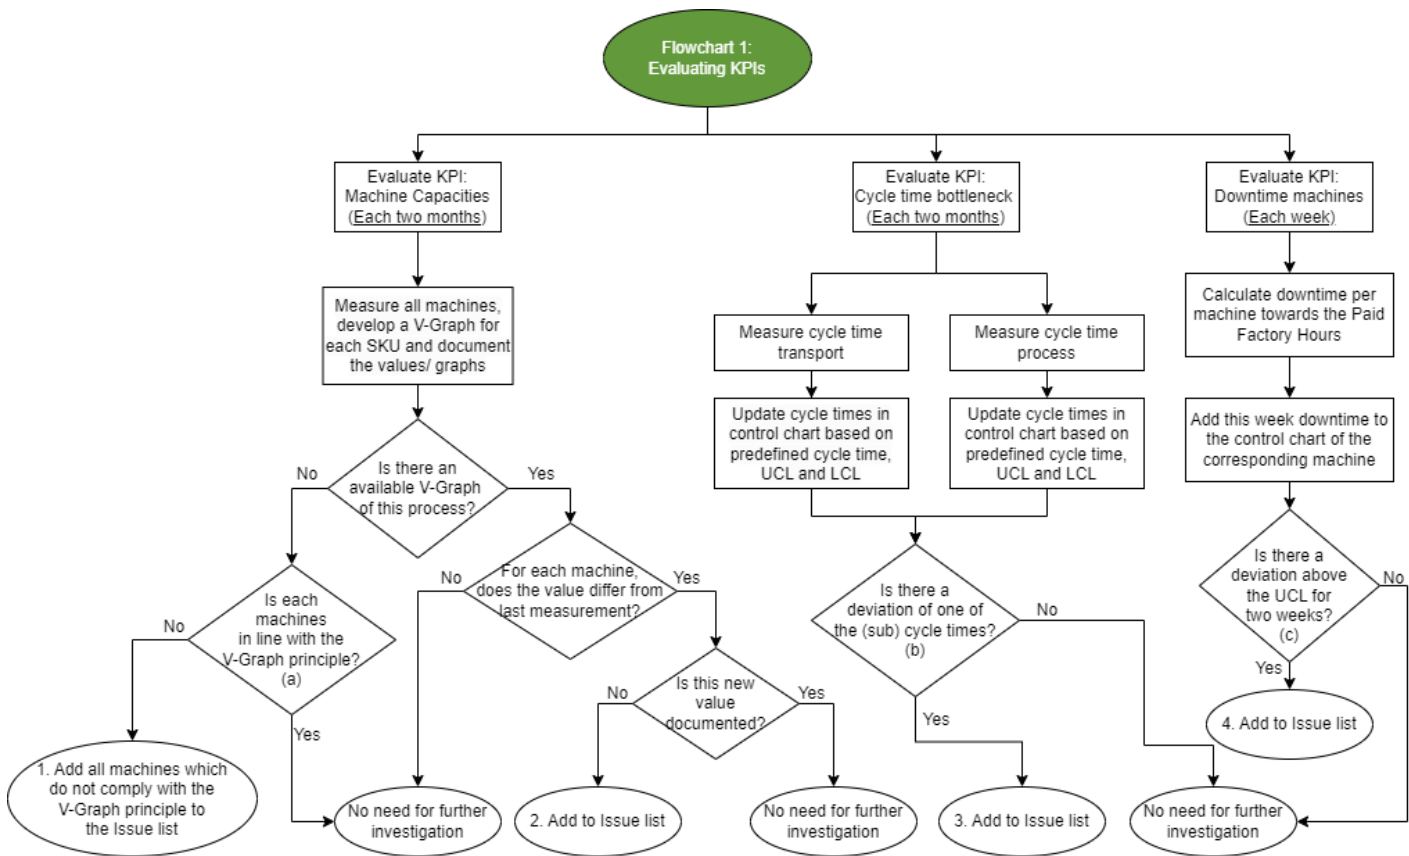 Flowchart 1:
Evaluating KPIs
Evaluate KPI:
Machine Capacities
(Each two months)
Evaluate KPI:
Cycle time bottleneck
(Each two months)
Evaluate KPI:
Downtime machines
(Each week)
Measure all machines,
develop a V-Graph for
each SKU and document
the values/ graphs
Measure cycle time
transport
Measure cycle time
process
Calculate downtime per
machine towards the Paid
Factory Hours
Update cycle times in
control chart based on
predefined cycle time,
UCL and LCL
Update cycle times in
control chart based on
predefined cycle time,
UCL and LCL
Add this week downtime to
the control chart of the
corresponding machine
No
Is there an
available V-Graph
of this process?
Yes
No
For each machine,
does the value differ from
last measurement?
Yes
Is there a
deviation of one of
the (sub) cycle times?
(b)
No
Is there a
deviation above
the UCL for
two weeks?
(c)
No
Yes
No
Is each
machines
in line with the
V-Graph principle?
(a)
Yes
No
Is this new
value
documented?
Yes
Yes
4. Add to Issue list
1. Add all machines which
do not comply with the
V-Graph principle to
the Issue list
No need for further
investigation
2. Add to Issue list
No need for further
investigation
3. Add to Issue list
No need for further
investigation